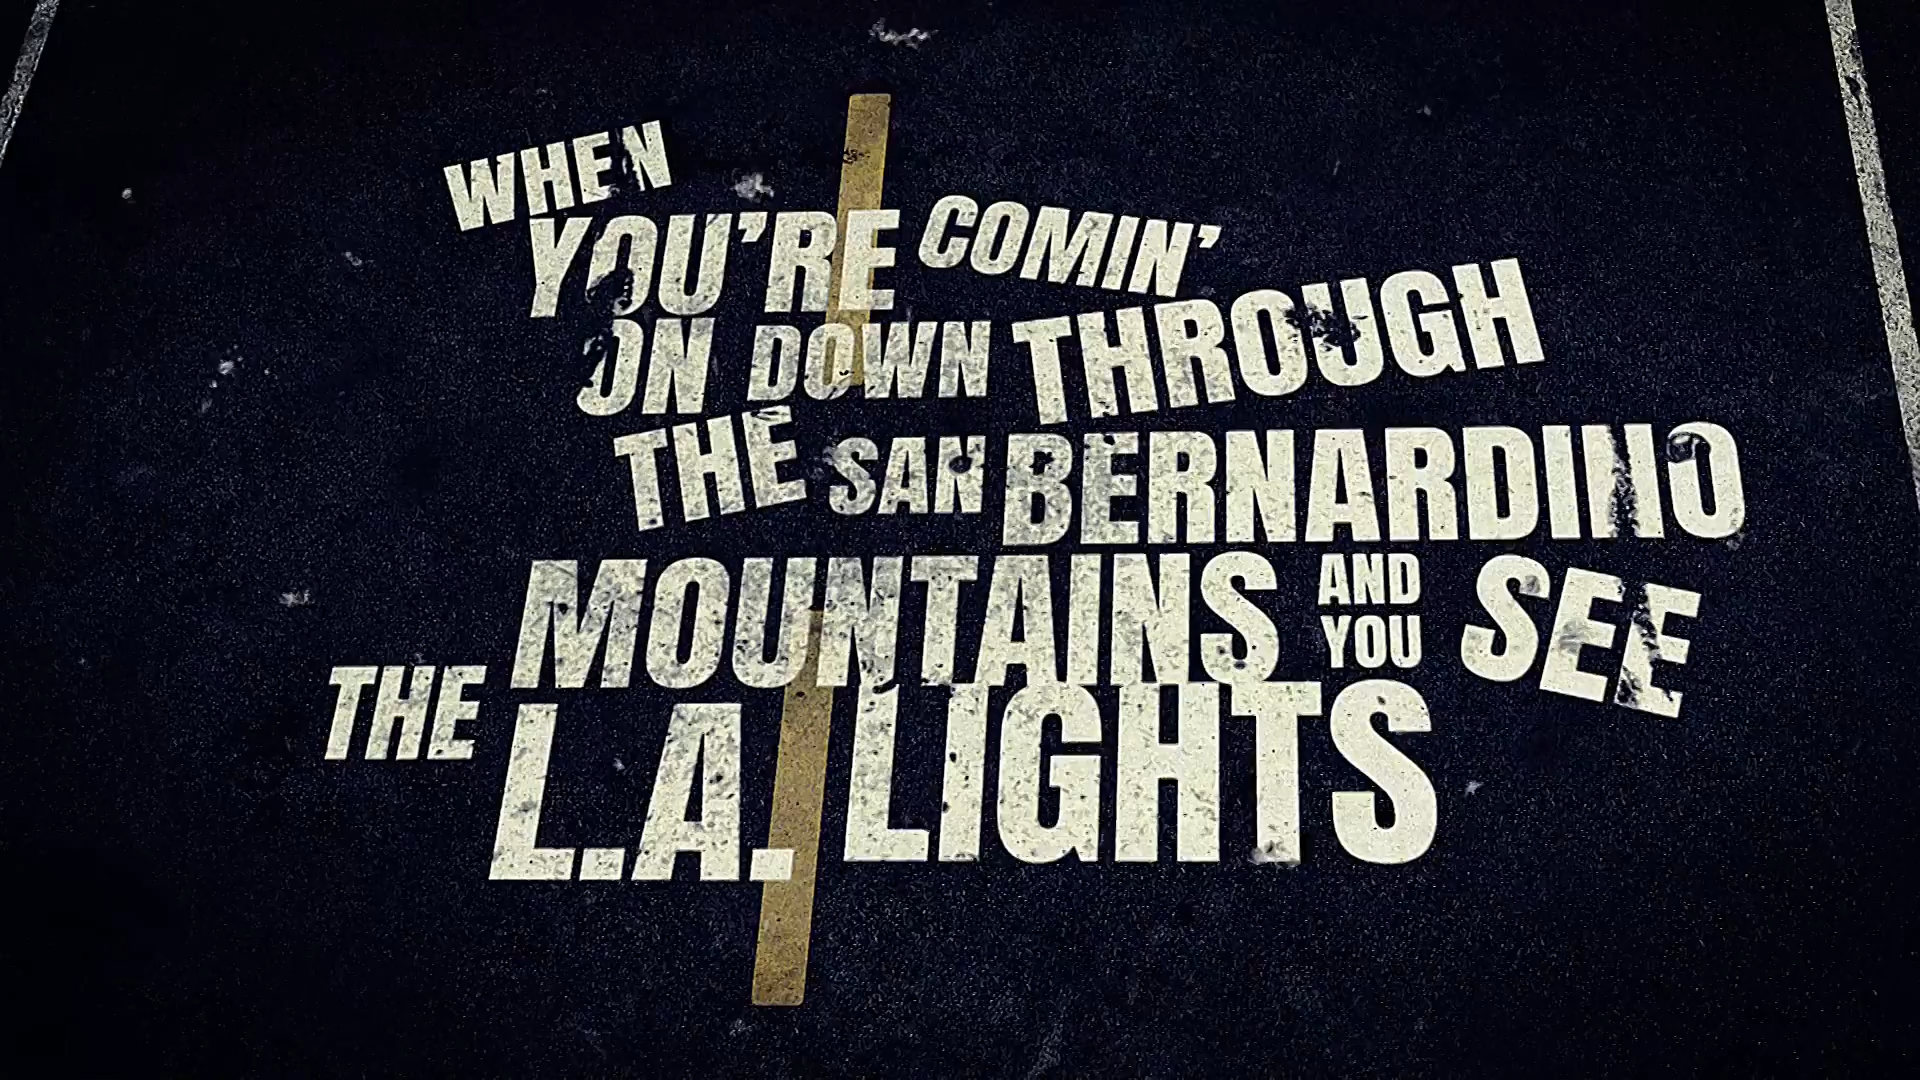 WHEN
YOU'RE COMIN'
ON DOWN THROUGH
THE SAN BERNARDINO
MOUNTAINS AND YOU SEE
THE L.A. LIGHTS